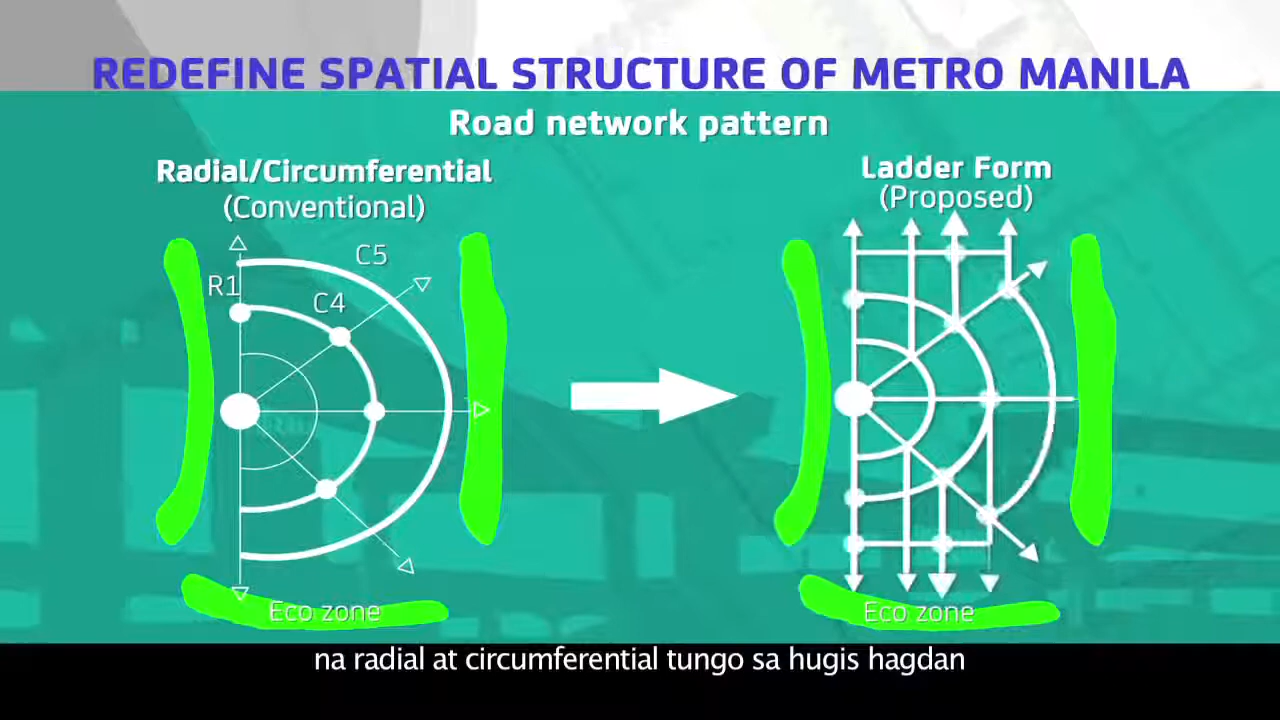 REDEFINE SPATIAL STRUCTURE OF METRO MANILA
Road network pattern
Radial/Circumferential
(Conventional)
C5
R1
C4
Eco zone
Ladder Form
(Proposed)
Eco zone
na radial at circumferential tungo sa hugis hagdan